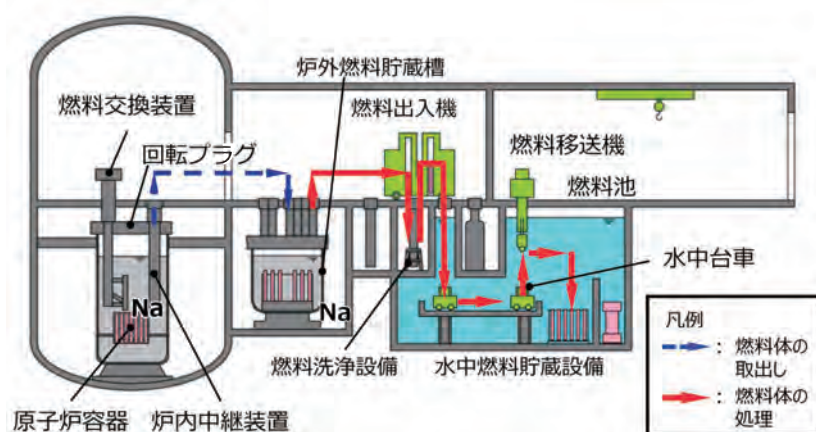 炉外燃料貯蔵槽
燃料交換装置
燃料出入機
回転プラグ
燃料移送機
燃料池
水中台車
Na
Na
燃料洗浄設備
水中燃料貯蔵設備
原子炉容器
炉内中継装置
凡例
: 燃料体の
取出し
: 燃料体の
処理